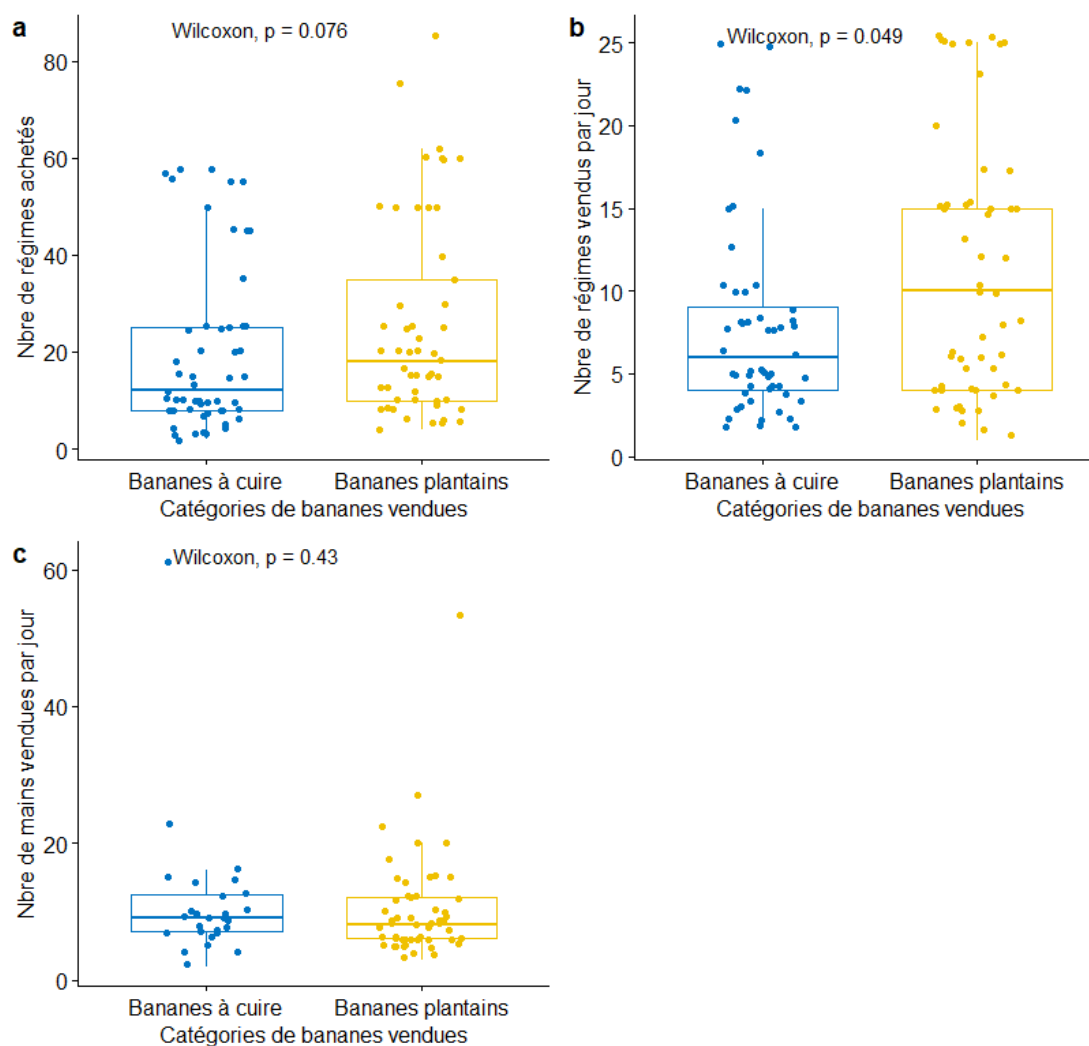 a
Wilcoxon, p = 0.076
Nbre de régimes achetés
80
60
40
20
0
Bananes à cuire
Bananes plantains
Catégories de bananes vendues
b
Wilcoxon, p = 0.049
Nbre de régimes vendus par jour
25
20
15
10
5
0
Bananes à cuire
Bananes plantains
Catégories de bananes vendues
c
Wilcoxon, p = 0.43
Nbre de mains vendues par jour
60
40
20
0
Bananes à cuire
Bananes plantains
Catégories de bananes vendues